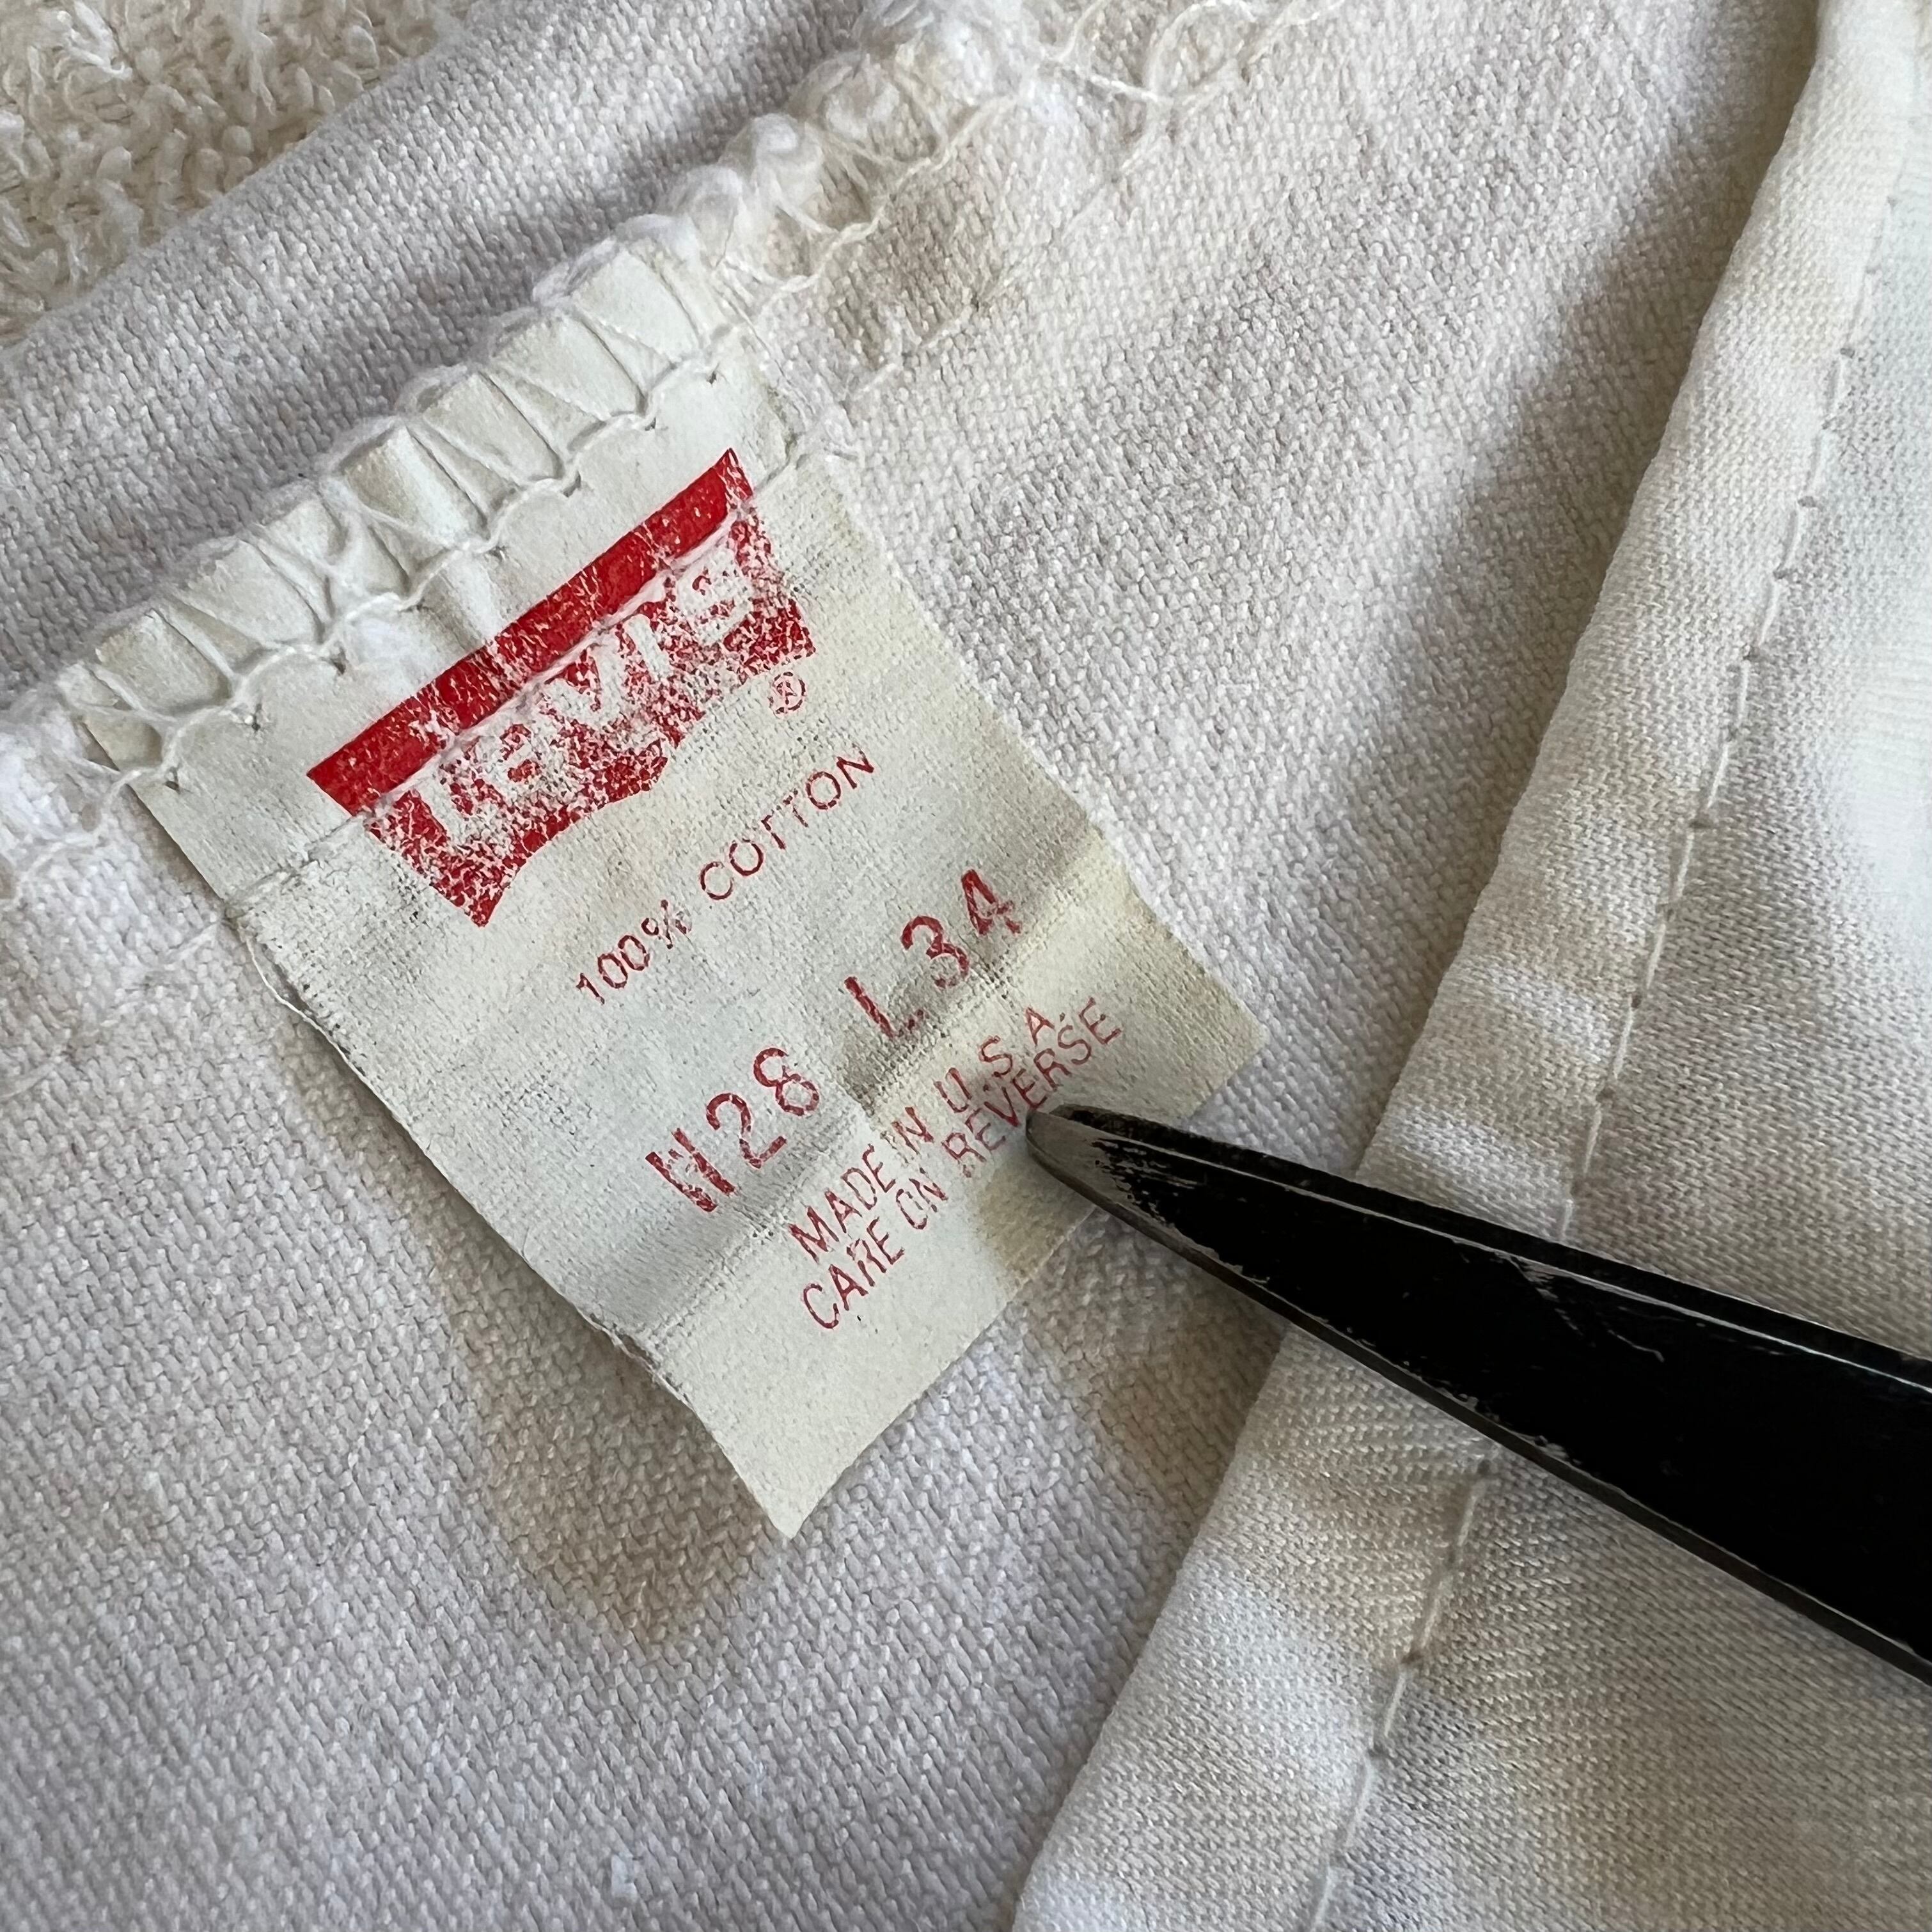 LEVI'S ®
100% COTTON
W28 L34
MADE IN U.S.A.
CARE ON REVERSE